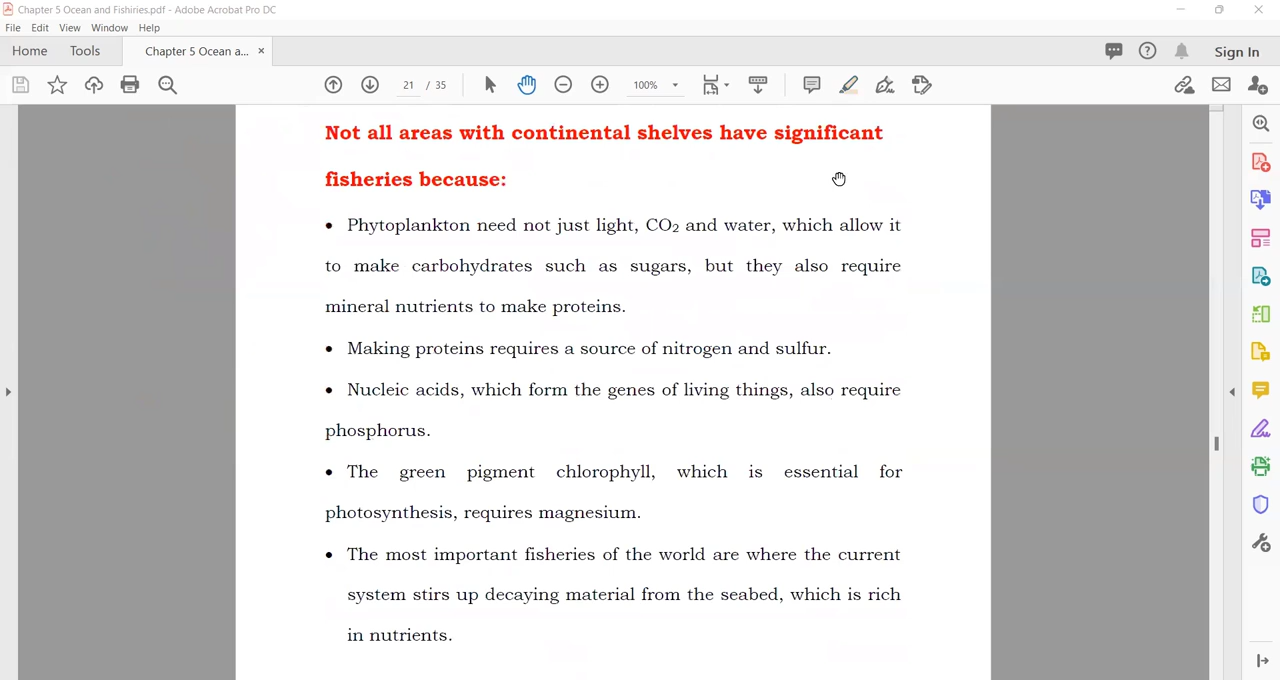 Chapter 5 Ocean and Fishiries.pdf - Adobe Acrobat Pro DC
File Edit View Window Help
Home Tools Chapter 5 Ocean a... × Sign In
21 / 35 100%
Not all areas with continental shelves have significant
fisheries because:
• Phytoplankton need not just light, CO₂ and water, which allow it
to make carbohydrates such as sugars, but they also require
mineral nutrients to make proteins.
• Making proteins requires a source of nitrogen and sulfur.
• Nucleic acids, which form the genes of living things, also require
phosphorus.
• The green pigment chlorophyll, which is essential for
photosynthesis, requires magnesium.
• The most important fisheries of the world are where the current
system stirs up decaying material from the seabed, which is rich
in nutrients.